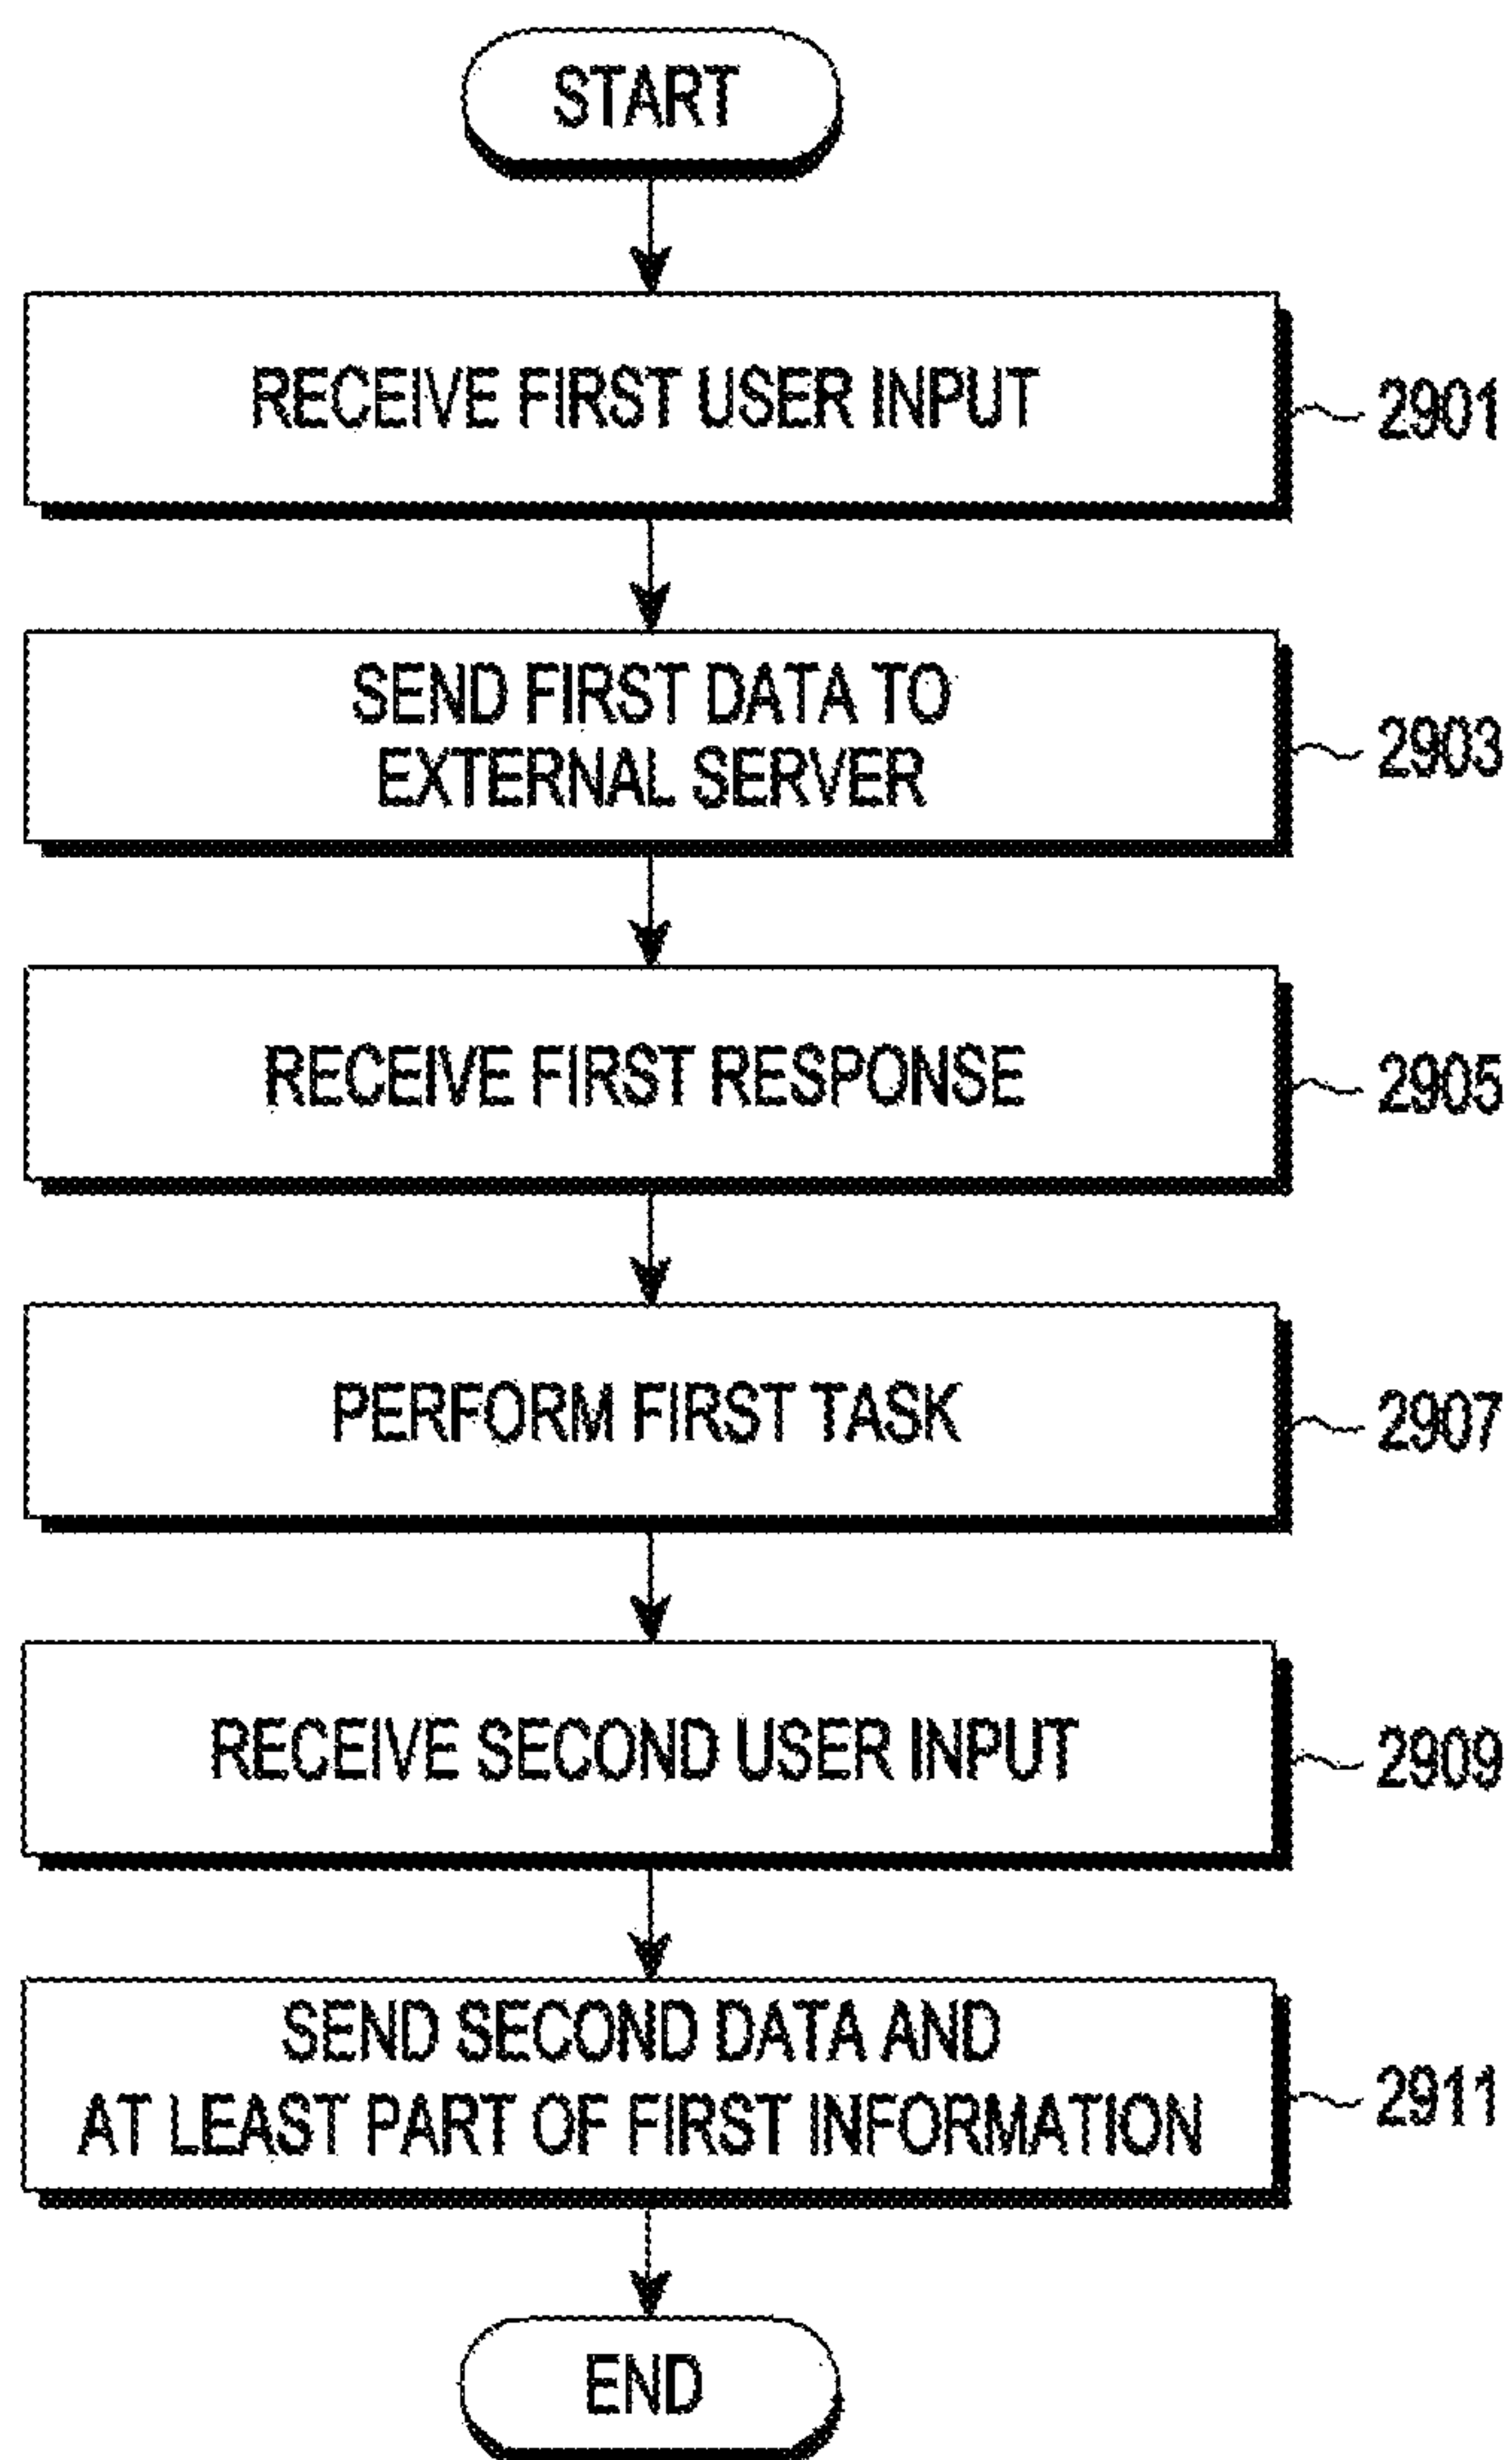 START
RECEIVE FIRST USER INPUT
2901
SEND FIRST DATA TO
EXTERNAL SERVER
2903
RECEIVE FIRST RESPONSE
2905
PERFORM FIRST TASK
2907
RECEIVE SECOND USER INPUT
2909
SEND SECOND DATA AND
AT LEAST PART OF FIRST INFORMATION
2911
END